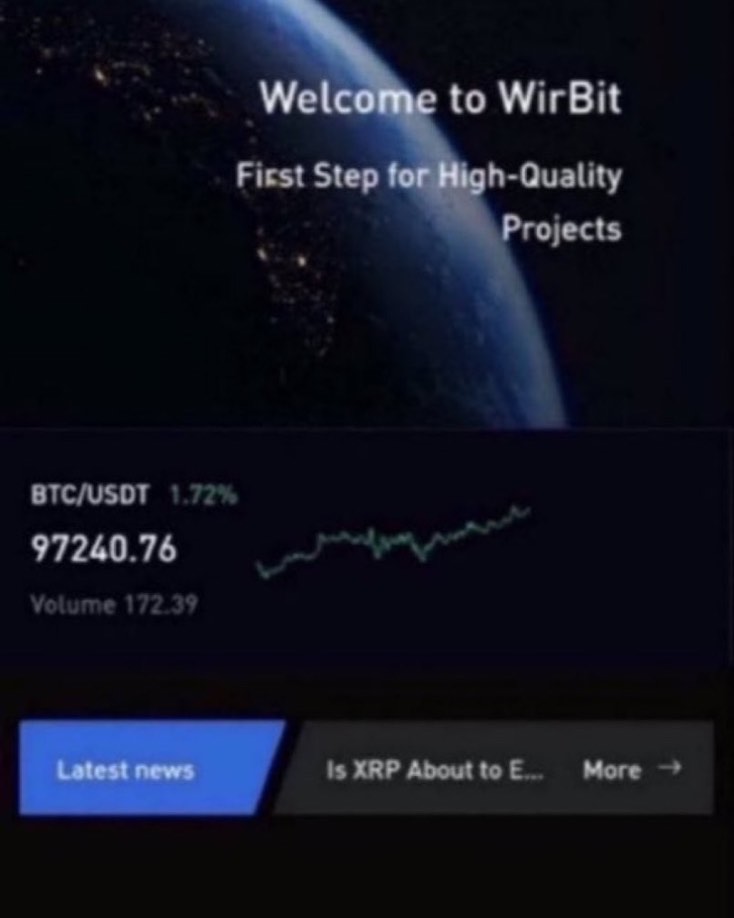 Welcome to WirBit
First Step for High-Quality
Projects
BTC/USDT 1.72%
97240.76
Volume 172.39
Latest news Is XRP About to E... More →